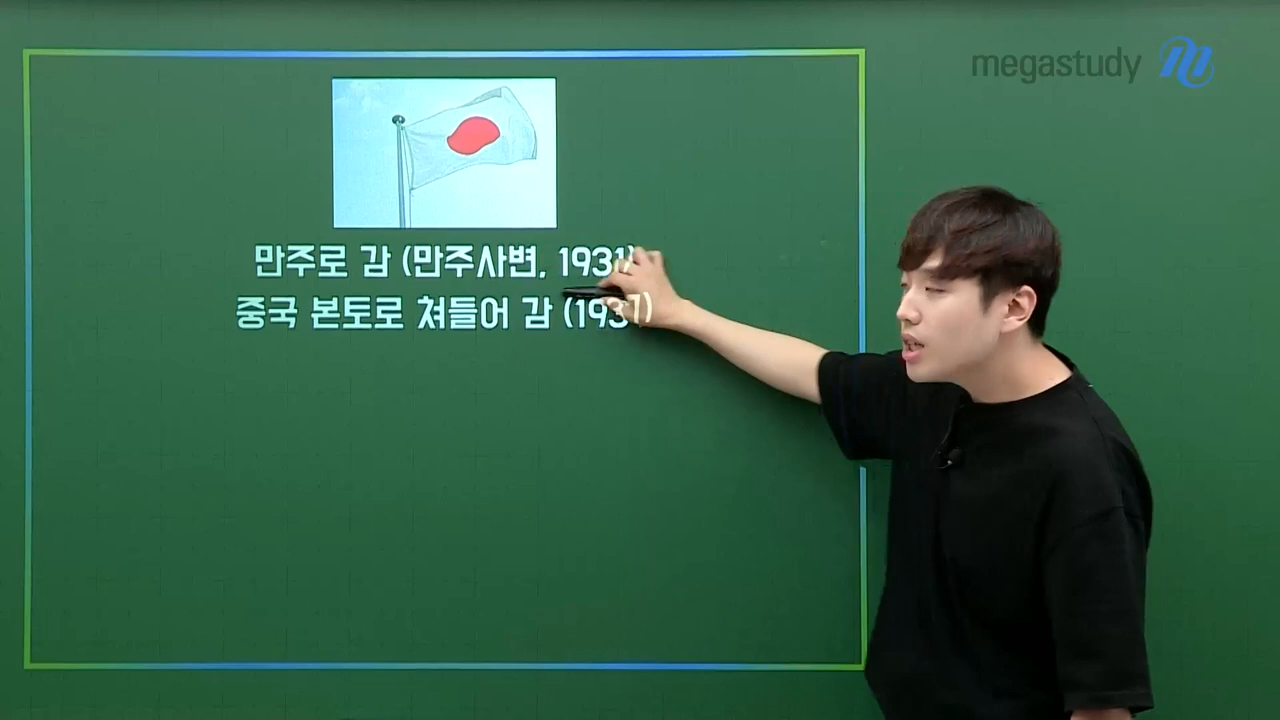 megastudy
만주로 감 (만주사변, 1931)
중국 본토로 쳐들어 감 (1937)